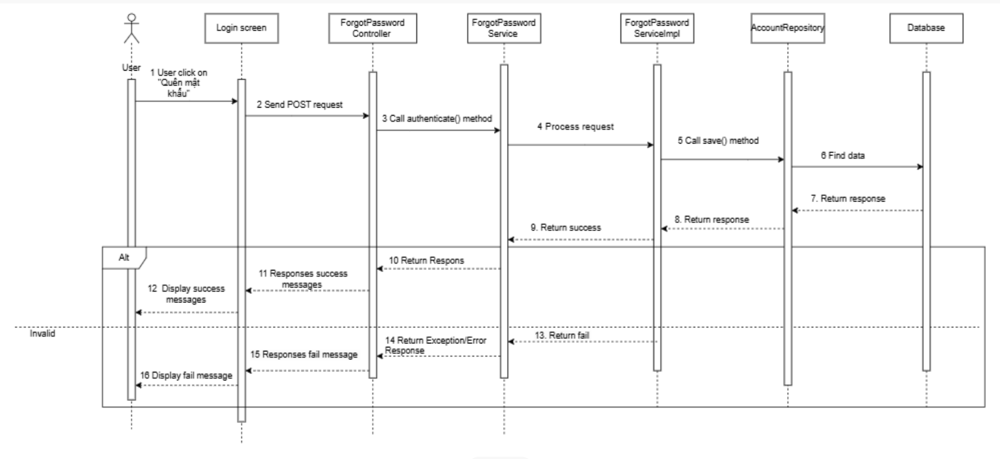 Login screen
ForgotPassword
Controller
ForgotPassword
Service
ForgotPassword
ServiceImpl
AccountRepository
Database
User
1 User click on
"Quên mật
khẩu"
2 Send POST request
3 Call authenticate() method
4 Process request
5 Call save() method
6 Find data
7. Return response
8. Return response
9. Return success
Alt
10 Return Respons
11 Responses success
messages
12 Display success
messages
Invalid
13. Return fail
14 Return Exception/Error
Response
15 Responses fail message
16 Display fail message